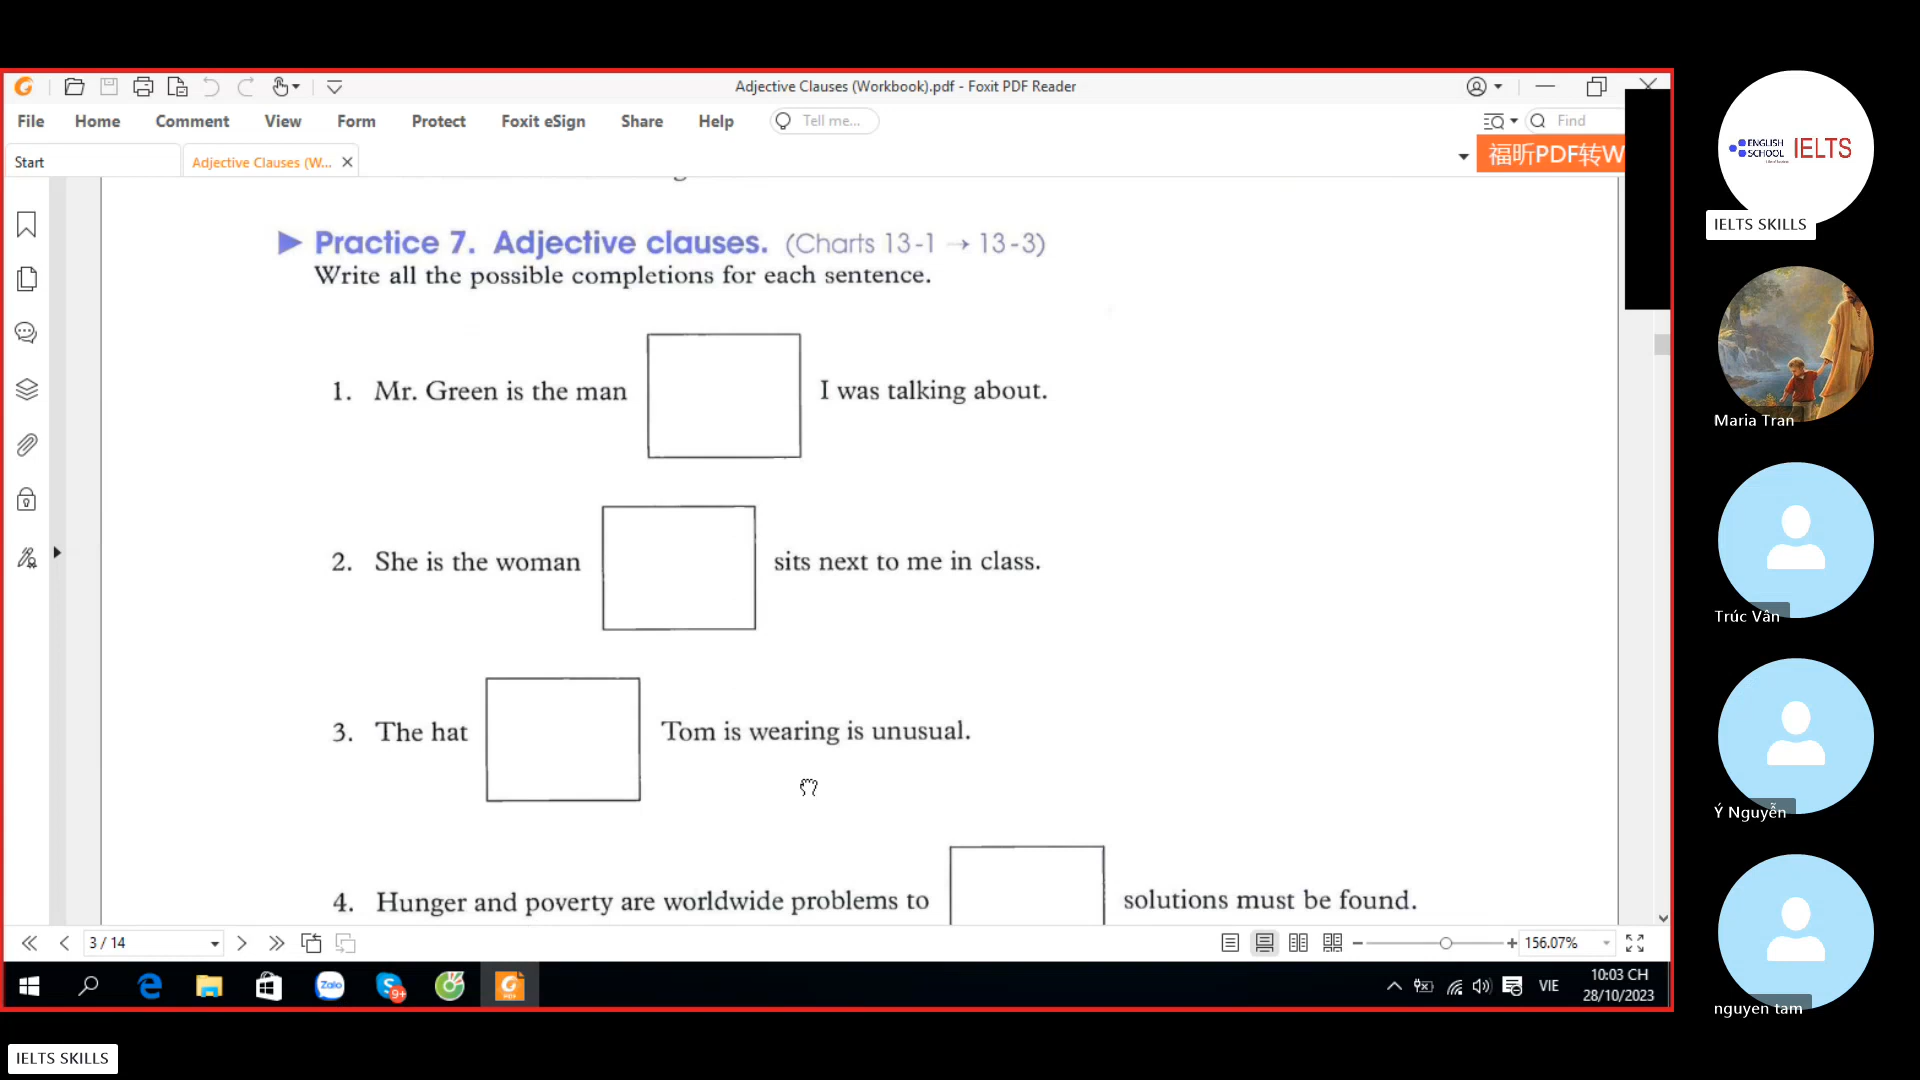 Adjective Clauses (Workbook).pdf - Foxit PDF Reader
File Home Comment View Form Protect Foxit eSign Share Help Tell me... Find
Start Adjective Clauses (W... 福昕PDF转W
Practice 7. Adjective clauses. (Charts 13-1 → 13-3)
Write all the possible completions for each sentence.
1. Mr. Green is the man I was talking about.
2. She is the woman sits next to me in class.
3. The hat Tom is wearing is unusual.
4. Hunger and poverty are worldwide problems to solutions must be found.
3 / 14 156.07%
Zalo 9+ VIE 10:03 CH
28/10/2023
IELTS SKILLS
ENGLISH SCHOOL IELTS
IELTS SKILLS
Maria Tran
Trúc Vân
Ý Nguyễn
nguyen tam